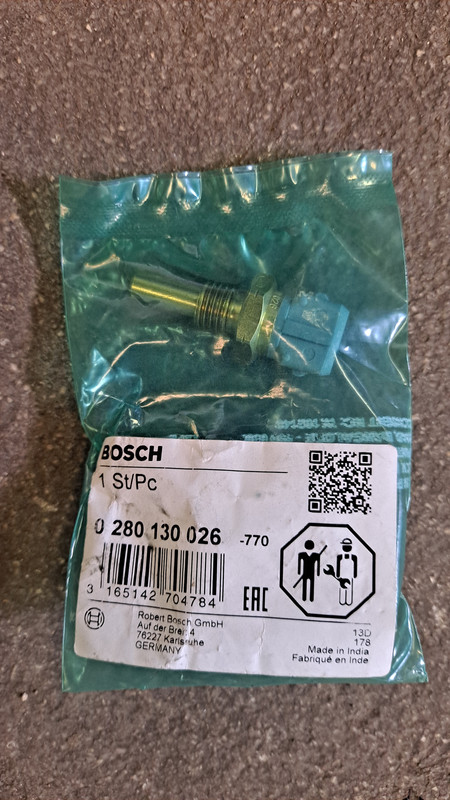 BOSCH
1 St/Pc
0 280 130 026 -770
3 165142 704784
EAC
Robert Bosch GmbH
Auf der Breit 4
76227 Karlsruhe
GERMANY
13D
178
Made in India
Fabriqué en Inde